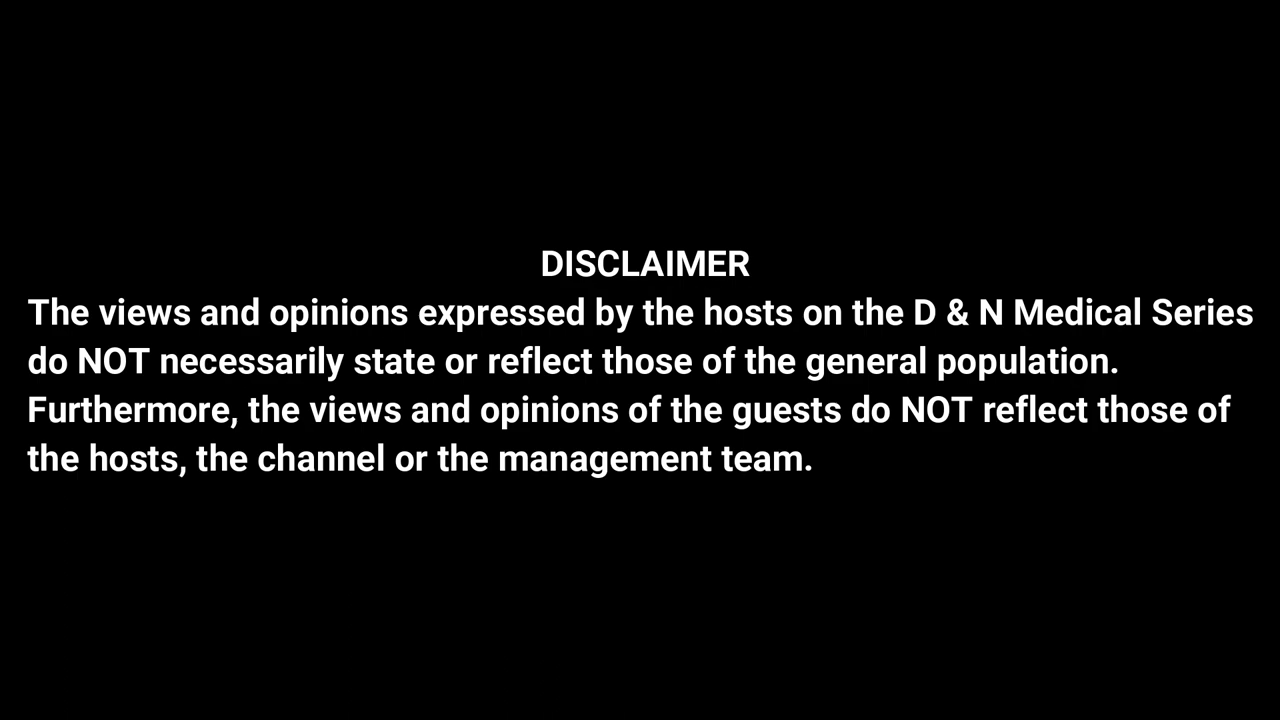 DISCLAIMER
The views and opinions expressed by the hosts on the D & N Medical Series
do NOT necessarily state or reflect those of the general population.
Furthermore, the views and opinions of the guests do NOT reflect those of
the hosts, the channel or the management team.